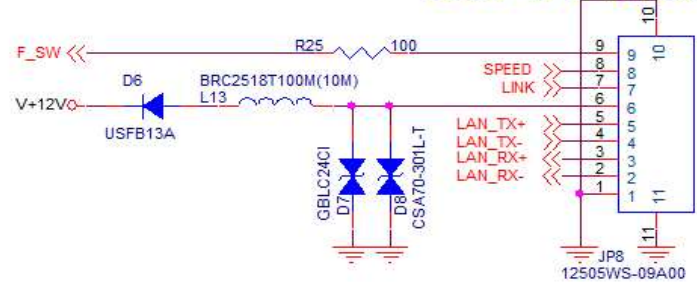 10
F_SW
R25
100
9
9
10
SPEED
8
8
D6
BRC2518T100M(10M)
LINK
7
7
V+12V
L13
6
6
USFB13A
LAN_TX+
5
5
LAN_TX-
4
4
LAN_RX+
3
3
LAN_RX-
2
2
1
1
GBLC24CI
D7
D8
CSA70-301L-T
11
11
JP8
12505WS-09A00